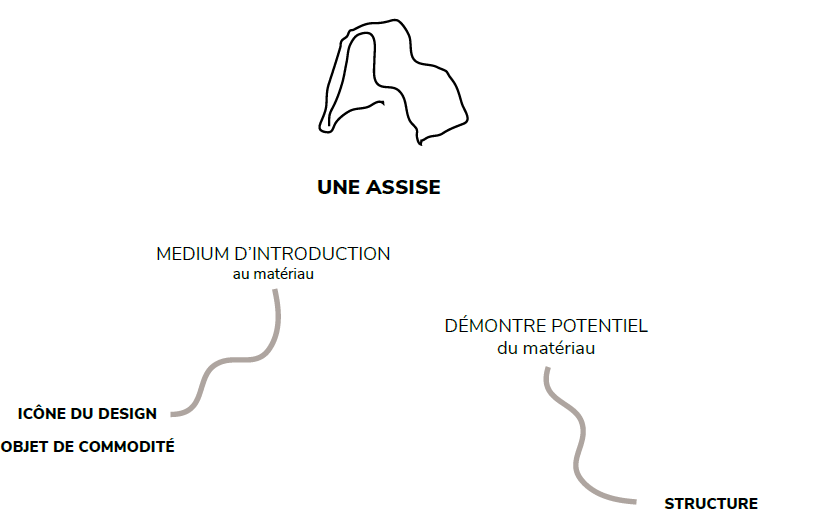 UNE ASSISE
MEDIUM D'INTRODUCTION
au matériau
DÉMONTRE POTENTIEL
du matériau
ICÔNE DU DESIGN
OBJET DE COMMODITÉ
STRUCTURE